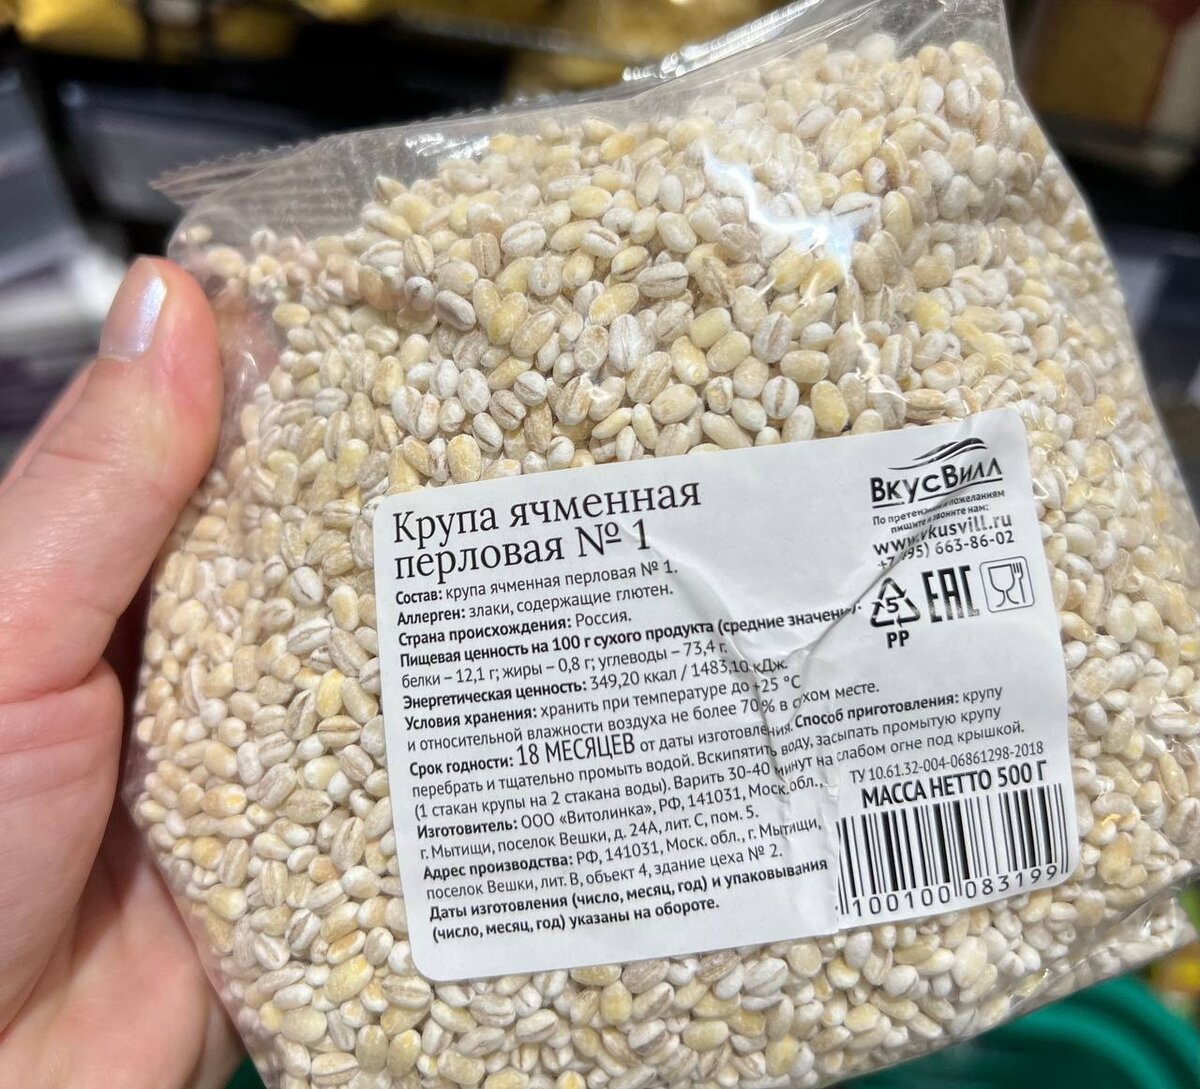 Крупа ячменная
перловая № 1
Состав: крупа ячменная перловая № 1.
Аллерген: злаки, содержащие глютен.
Страна происхождения: Россия.
Пищевая ценность на 100 г сухого продукта (средние
белки – 12,1 г; жиры – 0,8 г; углеводы – 73,4 г.
Энергетическая ценность: 349,20 ккал / 1483,10 кДж.
Условия хранения: хранить при температуре до +25 °С
и относительной влажности воздуха не более 70% в сухом месте.
Срок годности: 18 МЕСЯЦЕВ от даты изготовления. Способ приготовления: крупу
перебрать и тщательно промыть водой. Вскипятить воду, засыпать промытую крупу
(1 стакан крупы на 2 стакана воды). Варить 30-40 минут на слабом огне под крышкой.
Изготовитель: ООО «Витолинка», РФ, 141031, Моск. обл.,
г. Мытищи, поселок Вешки, д. 24А, лит. С, пом. 5.
Адрес производства: РФ, 141031, Моск. обл., г. Мытищи,
поселок Вешки, лит. В, объект 4, здание цеха № 2.
Даты изготовления (число, месяц, год) и упаковывания
(число, месяц, год) указаны на обороте.
ВкусВилл
По пожеланиям
пишите звоните нам:
www.vkusvill.ru
+7 (495) 663-86-02
5
PP
EAC
ТУ 10.61.32-004-06861298-2018
МАССА НЕТТО 500 Г
100100 083199